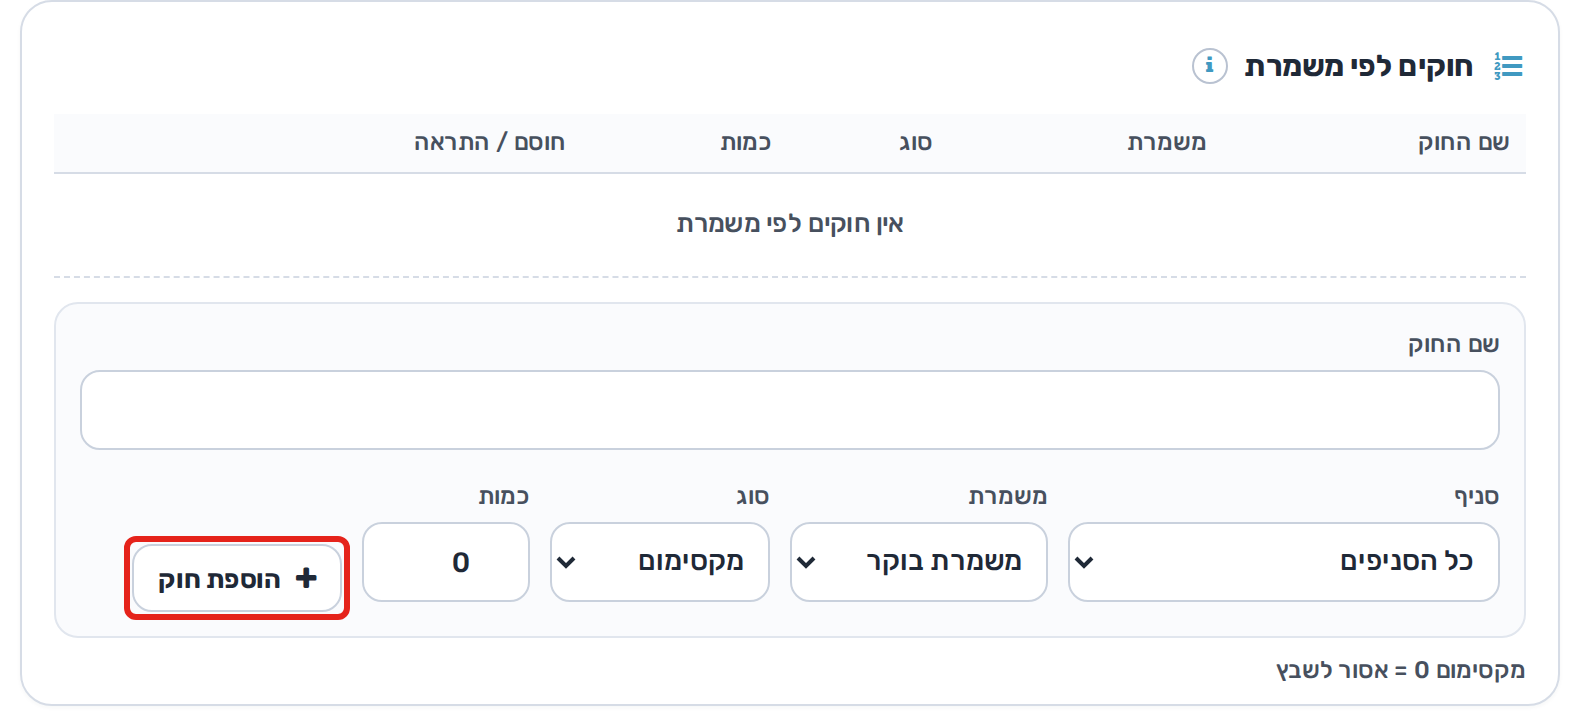 חוקים לפי משמרת
שם החוק משמרת סוג כמות חוסם / התראה
אין חוקים לפי משמרת
שם החוק
סניף משמרת סוג כמות
כל הסניפים משמרת בוקר מקסימום 0 + הוספת חוק
מקסימום 0 = אסור לשבץ